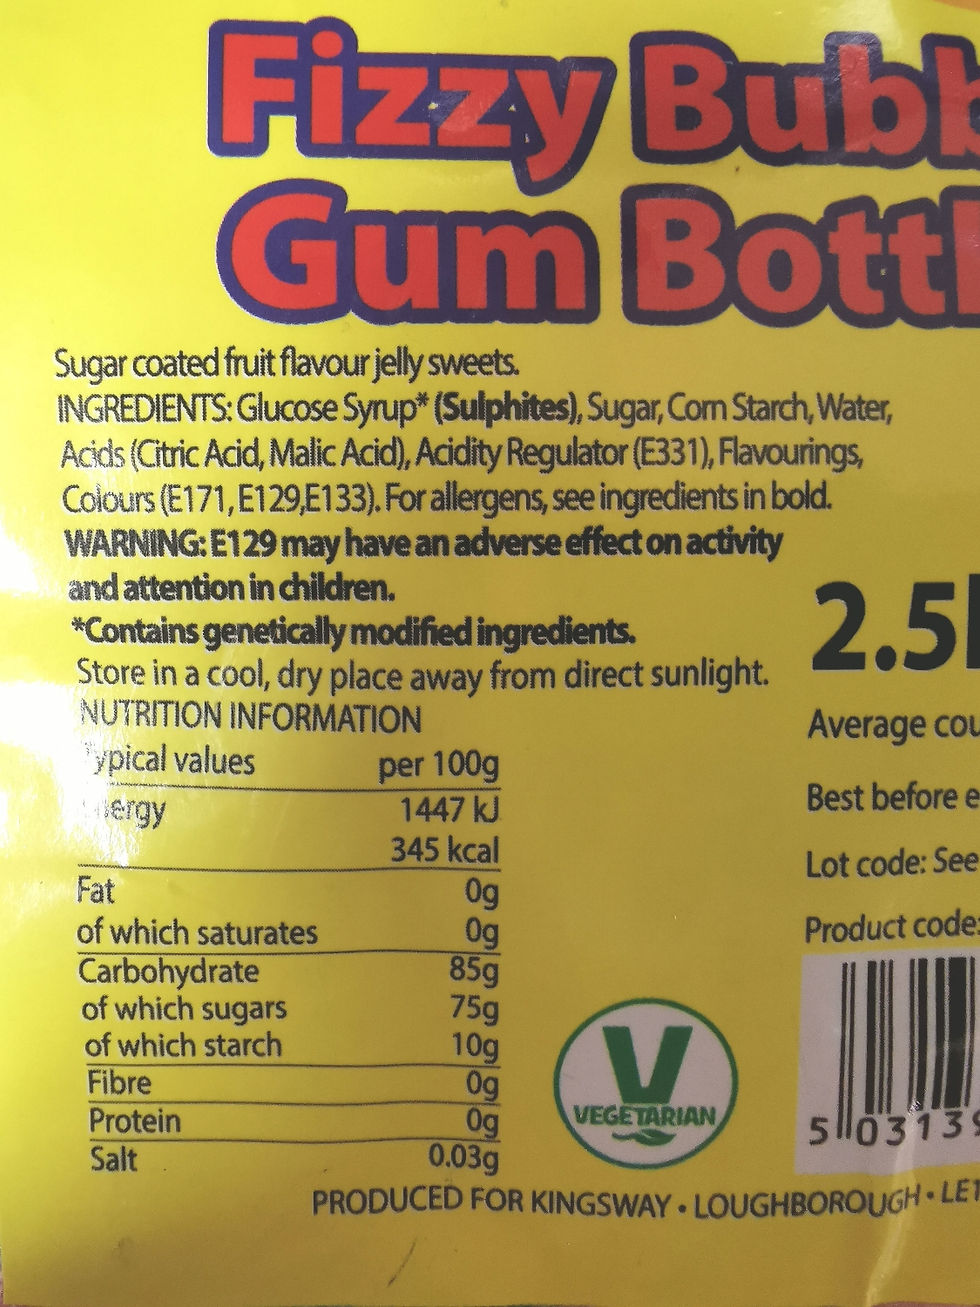 Fizzy Bubb
Gum Bottl
Sugar coated fruit flavour jelly sweets.
INGREDIENTS: Glucose Syrup* (Sulphites), Sugar, Corn Starch, Water,
Acids (Citric Acid, Malic Acid), Acidity Regulator (E331), Flavourings,
Colours (E171, E129,E133). For allergens, see ingredients in bold.
WARNING: E129 may have an adverse effect on activity
and attention in children.
*Contains genetically modified ingredients.
Store in a cool, dry place away from direct sunlight.
NUTRITION INFORMATION
Typical values per 100g
Energy 1447 kJ
345 kcal
Fat 0g
of which saturates 0g
Carbohydrate 85g
of which sugars 75g
of which starch 10g
Fibre 0g
Protein 0g
Salt 0.03g
2.5
Average cou
Best before e
Lot code: See
Product code:
5 03139
V
VEGETARIAN
PRODUCED FOR KINGSWAY • LOUGHBOROUGH • LE1